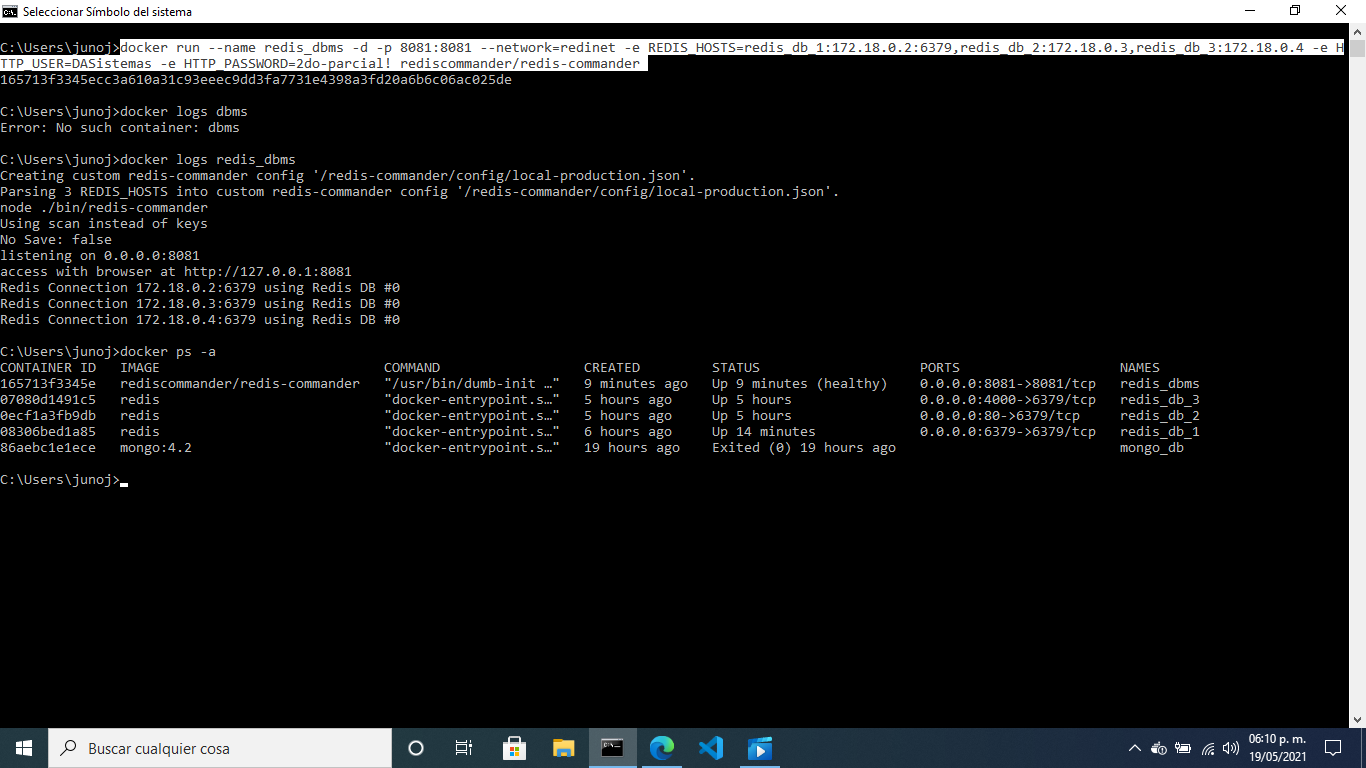 Seleccionar Símbolo del sistema
C:\Users\junoj>docker run --name redis_dbms -d -p 8081:8081 --network=redinet -e REDIS_HOSTS=redis_db_1:172.18.0.2:6379,redis_db_2:172.18.0.3,redis_db_3:172.18.0.4 -e H
TTP_USER=DASistemas -e HTTP_PASSWORD=2do-parcial! rediscommander/redis-commander
165713f3345ecc3a610a31c93eeec9dd3fa7731e4398a3fd20a6b6c06ac025de
C:\Users\junoj>docker logs dbms
Error: No such container: dbms
C:\Users\junoj>docker logs redis_dbms
Creating custom redis-commander config '/redis-commander/config/local-production.json'.
Parsing 3 REDIS_HOSTS into custom redis-commander config '/redis-commander/config/local-production.json'.
node ./bin/redis-commander
Using scan instead of keys
No Save: false
listening on 0.0.0.0:8081
access with browser at http://127.0.0.1:8081
Redis Connection 172.18.0.2:6379 using Redis DB #0
Redis Connection 172.18.0.3:6379 using Redis DB #0
Redis Connection 172.18.0.4:6379 using Redis DB #0
C:\Users\junoj>docker ps -a
CONTAINER ID IMAGE COMMAND CREATED STATUS PORTS NAMES
165713f3345e rediscommander/redis-commander "/usr/bin/dumb-init …" 9 minutes ago Up 9 minutes (healthy) 0.0.0.0:8081->8081/tcp redis_dbms
07080d1491c5 redis "docker-entrypoint.s…" 5 hours ago Up 5 hours 0.0.0.0:4000->6379/tcp redis_db_3
0ecf1a3fb9db redis "docker-entrypoint.s…" 5 hours ago Up 5 hours 0.0.0.0:80->6379/tcp redis_db_2
08306bed1a85 redis "docker-entrypoint.s…" 6 hours ago Up 14 minutes 0.0.0.0:6379->6379/tcp redis_db_1
86aebc1e1ece mongo:4.2 "docker-entrypoint.s…" 19 hours ago Exited (0) 19 hours ago mongo_db
C:\Users\junoj>
Buscar cualquier cosa
06:10 p. m.
19/05/2021